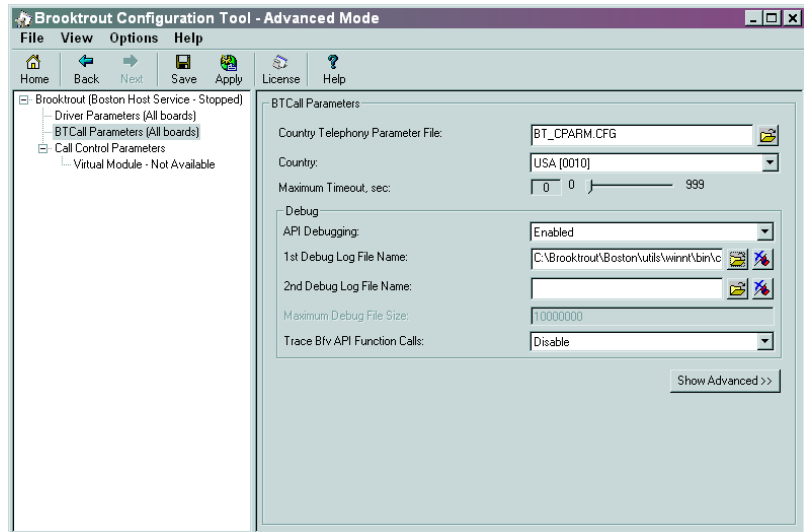 Brooktrout Configuration Tool - Advanced Mode
File View Options Help
Home Back Next Save Apply License Help
Brooktrout (Boston Host Service - Stopped)
Driver Parameters (All boards)
BTCall Parameters (All boards)
Call Control Parameters
Virtual Module - Not Available
BTCall Parameters
Country Telephony Parameter File: BT_CPARM.CFG
Country: USA [0010]
Maximum Timeout, sec: 0 0 999
Debug
API Debugging: Enabled
1st Debug Log File Name: C:\Brooktrout\Boston\utils\winnt\bin\c
2nd Debug Log File Name:
Maximum Debug File Size: 10000000
Trace Bfv API Function Calls: Disable
Show Advanced >>